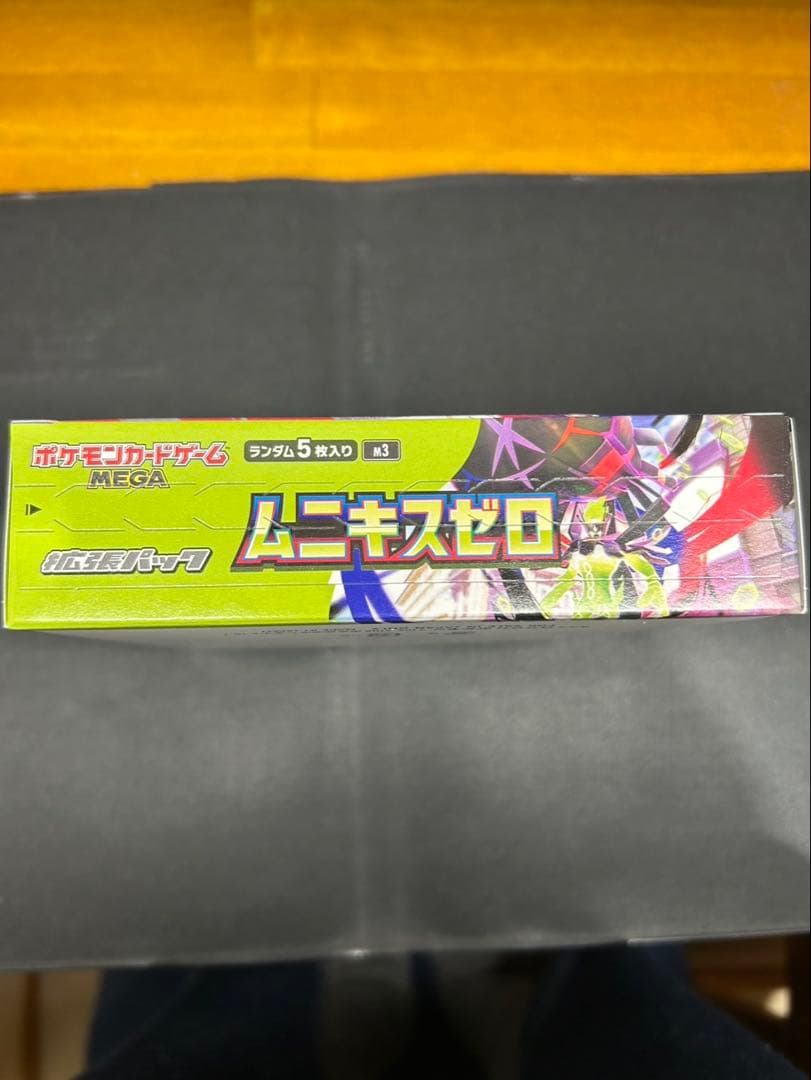 ポケモンカードゲーム
MEGA
ランダム5枚入り
M3
ムニキスゼロ
拡張パック